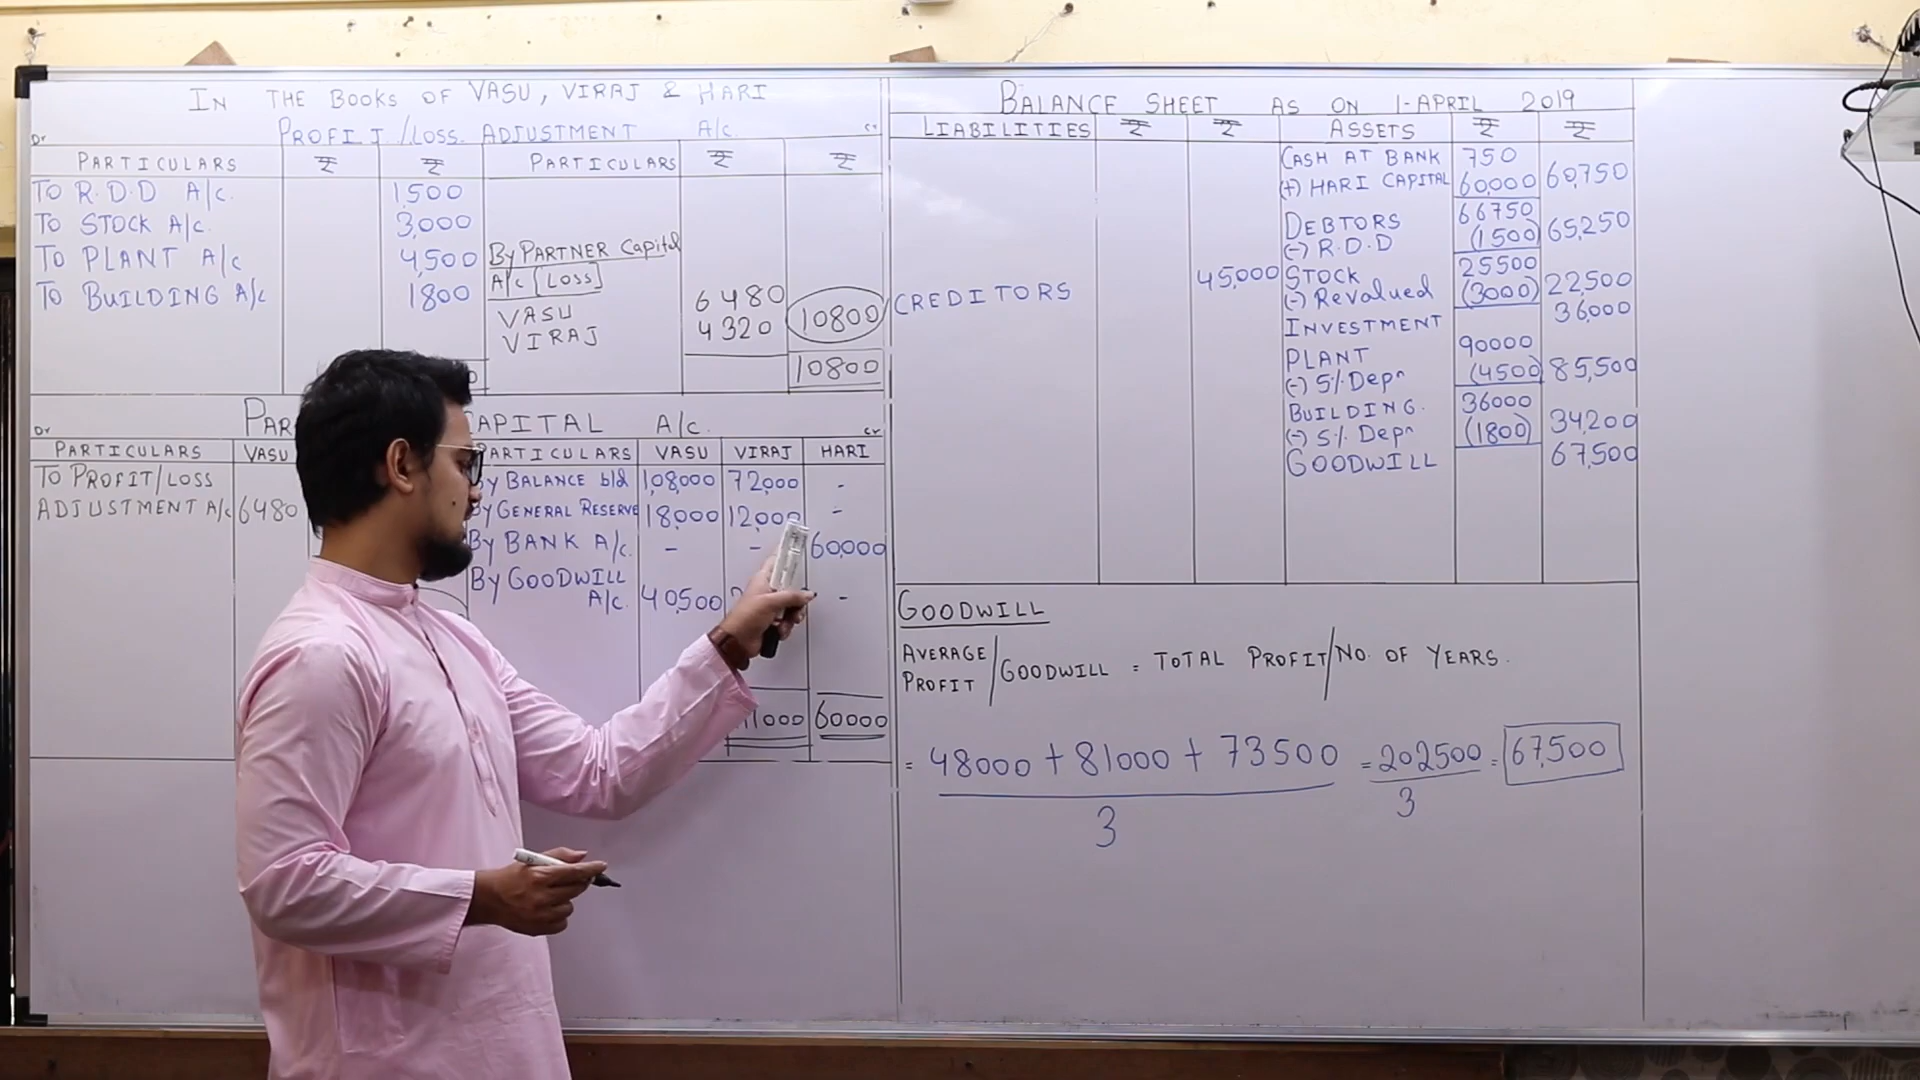 IN THE BOOKS OF VASU, VIRAJ & HARI
PROFIT/LOSS ADJUSTMENT A/c.
Dr Cr
PARTICULARS ₹ ₹ PARTICULARS ₹ ₹
TO R.D.D A/c. 1,500
TO STOCK A/c. 3,000
TO PLANT A/c 4,500 By PARTNER Capital
TO BUILDING A/c 1800 A/c [LOSS]
VASU 6480
VIRAJ 4320 10800
10800
CAPITAL A/c.
Dr Cr
PARTICULARS VASU PARTICULARS VASU VIRAJ HARI
TO PROFIT/LOSS By BALANCE b/d 1,08,000 72,000 -
ADJUSTMENT A/c 6480 By GENERAL RESERVE 18,000 12,000 -
By BANK A/c. - - 60,000
By GOODWILL
A/c. 40,500 -
60000
BALANCE SHEET AS ON 1-APRIL 2019
LIABILITIES ₹ ₹ ASSETS ₹ ₹
CASH AT BANK 750
(+) HARI CAPITAL 60,000 60,750
DEBTORS 66750
(-) R.D.D (1500) 65,250
CREDITORS 45,000 STOCK 25500
(-) Revalued (3000) 22,500
INVESTMENT 36,000
PLANT 90000
(-) 5% Depn (4500) 85,500
BUILDING. 36000
(-) 5% Depn (1800) 34,200
GOODWILL 67,500
GOODWILL
AVERAGE PROFIT / GOODWILL = TOTAL PROFIT / NO. OF YEARS.
= 48000 + 81000 + 73500 = 202500 = 67,500
3 3